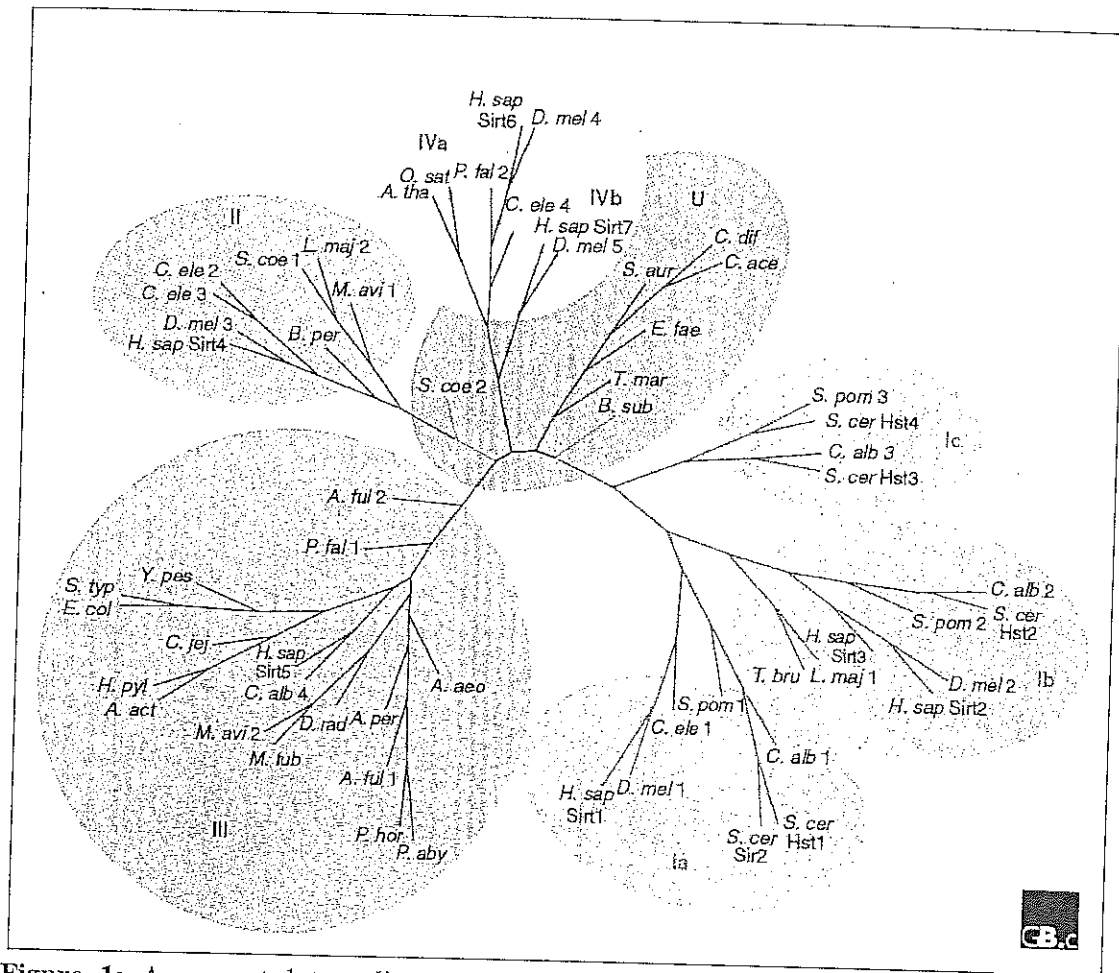 H. sap
Sirt6
D. mel 4
IVa
O. sat
P. fal 2
A. tha
IVb
U
C. ele 4
H. sap Sirt7
D. mel 5
C. dif
C. ace
S. aur
E. fae
T. mar
B. sub
S. coe 2
II
L. maj 2
S. coe 1
C. ele 2
C. ele 3
M. avi 1
D. mel 3
B. per
H. sap Sirt4
S. pom 3
S. cer Hst4
Ic
C. alb 3
S. cer Hst3
A. ful 2
P. fal 1
Y. pes
S. typ
E. col
C. jej
H. sap
Sirt5
H. pyl
A. act
C. alb 4
M. avi 2
D. rad
A. per
A. aeo
M. tub
A. ful 1
P. hor
P. aby
III
C. alb 2
S. cer
Hst2
S. pom 2
H. sap
Sirt3
T. bru
L. maj 1
D. mel 2
H. sap Sirt2
Ib
S. pom 1
C. ele 1
C. alb 1
H. sap
Sirt1
D. mel 1
S. cer
Hst1
S. cer
Sir2
Ia
GB.c